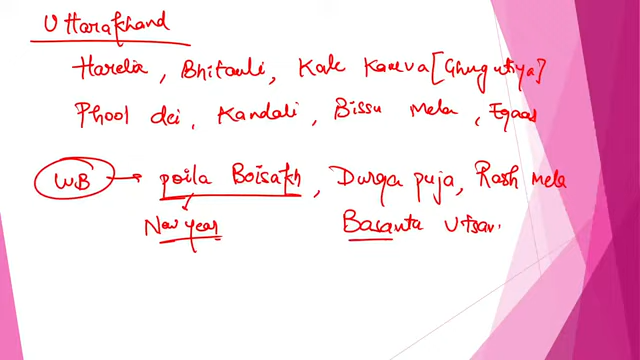 Uttarakhand
Harela, Bhitauli, Kale Kauva [Ghugutiya]
Phool dei, Kandali, Bissu mela, Egaas
W.B → poila Boisakh, Durga puja, Rash mela
New year Basanta Utsav